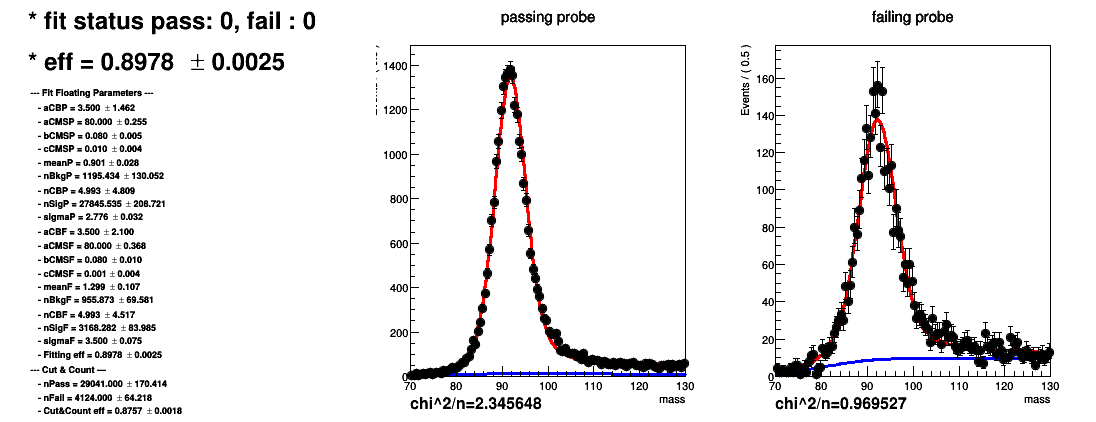 * fit status pass: 0, fail : 0
* eff = 0.8978 ± 0.0025
--- Fit Floating Parameters ---
- aCBP = 3.500 ± 1.462
- aCMSP = 80.000 ± 0.255
- bCMSP = 0.080 ± 0.005
- cCMSP = 0.010 ± 0.004
- meanP = 0.901 ± 0.028
- nBkgP = 1195.434 ± 130.052
- nCBP = 4.993 ± 4.809
- nSigP = 27845.535 ± 208.721
- sigmaP = 2.776 ± 0.032
- aCBF = 3.500 ± 2.100
- aCMSF = 80.000 ± 0.368
- bCMSF = 0.080 ± 0.010
- cCMSF = 0.001 ± 0.004
- meanF = 1.299 ± 0.107
- nBkgF = 955.873 ± 69.581
- nCBF = 4.993 ± 4.517
- nSigF = 3168.282 ± 83.985
- sigmaF = 3.500 ± 0.075
- Fitting eff = 0.8978 ± 0.0025
--- Cut & Count ---
- nPass = 29041.000 ± 170.414
- nFail = 4124.000 ± 64.218
- Cut&Count eff = 0.8757 ± 0.0018
passing probe
1400
1200
1000
800
600
400
200
0
70 80 90 100 110 120 130
mass
chi^2/n=2.345648
failing probe
Events / ( 0.5 )
160
140
120
100
80
60
40
20
0
70 80 90 100 110 120 130
mass
chi^2/n=0.969527